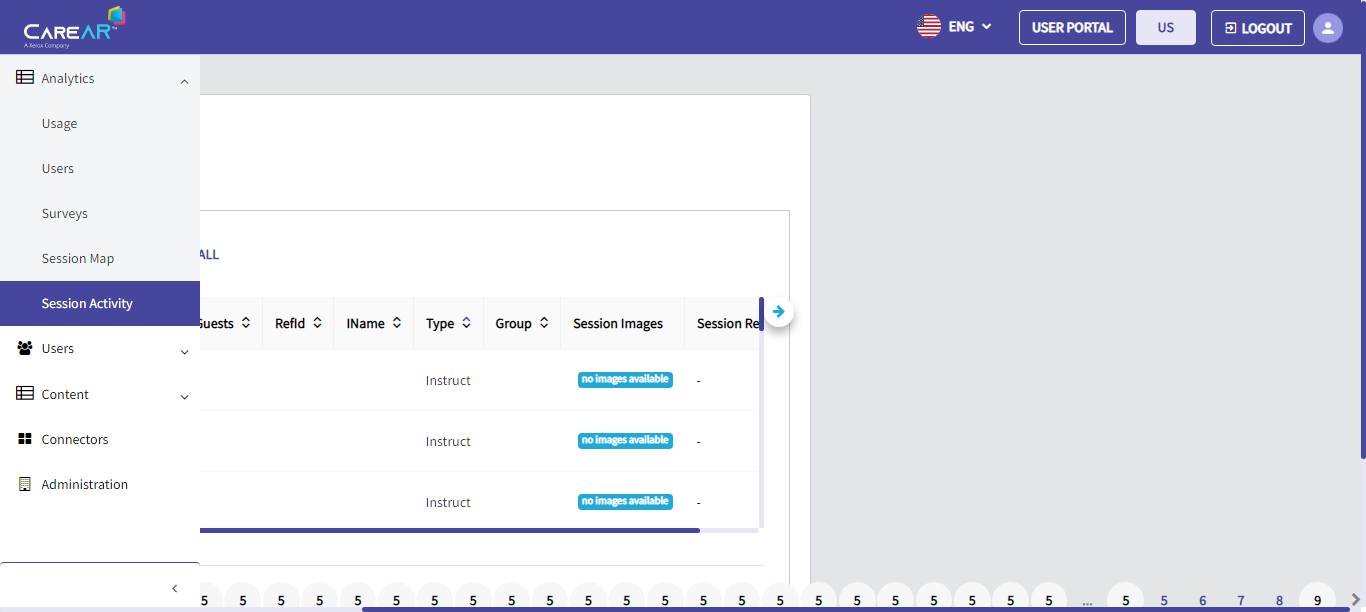 CAREAR™
A Xerox Company
ENG
USER PORTAL
US
LOGOUT
Analytics
Usage
Users
Surveys
Session Map
ALL
Session Activity
Guests RefId IName Type Group Session Images Session Re
Users
Instruct no images available -
Content
Connectors
Instruct no images available -
Administration
Instruct no images available -
5 5 5 5 5 5 5 5 5 5 5 5 5 5 5 5 5 5 5 5 5 5 5 ... 5 5 6 7 8 9